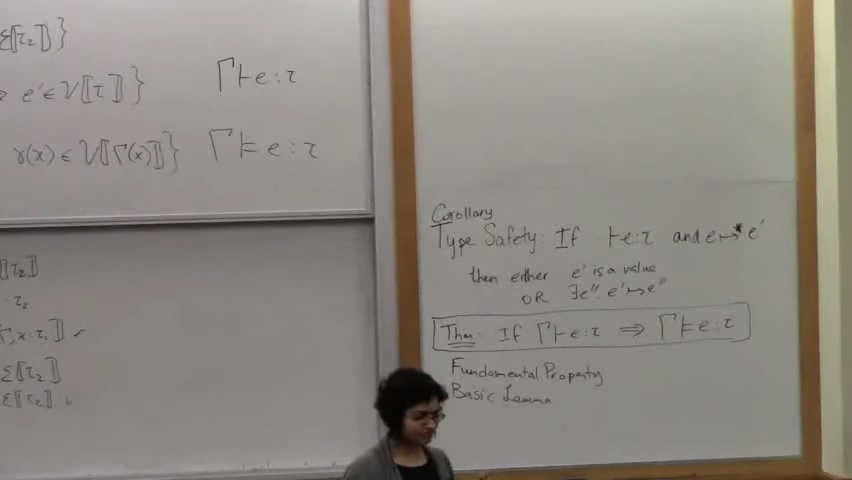 ℰ⟦τ₂⟧}
⇒ e' ∈ 𝒱⟦τ⟧}
Γ ⊢ e : τ
γ(x) ∈ 𝒱⟦Γ(x)⟧}
Γ ⊨ e : τ
⟦τ₂⟧
τ₂
Γ, x : τ₁⟧ ✓
ℰ⟦τ₂⟧
ℰ⟦τ₂⟧
Corollary
Type Safety: If ⊢ e : τ and e ↦* e'
then either e' is a value
OR ∃e''. e' ↦ e''
Thm: If Γ ⊢ e : τ ⇒ Γ ⊨ e : τ
Fundamental Property
Basic Lemma